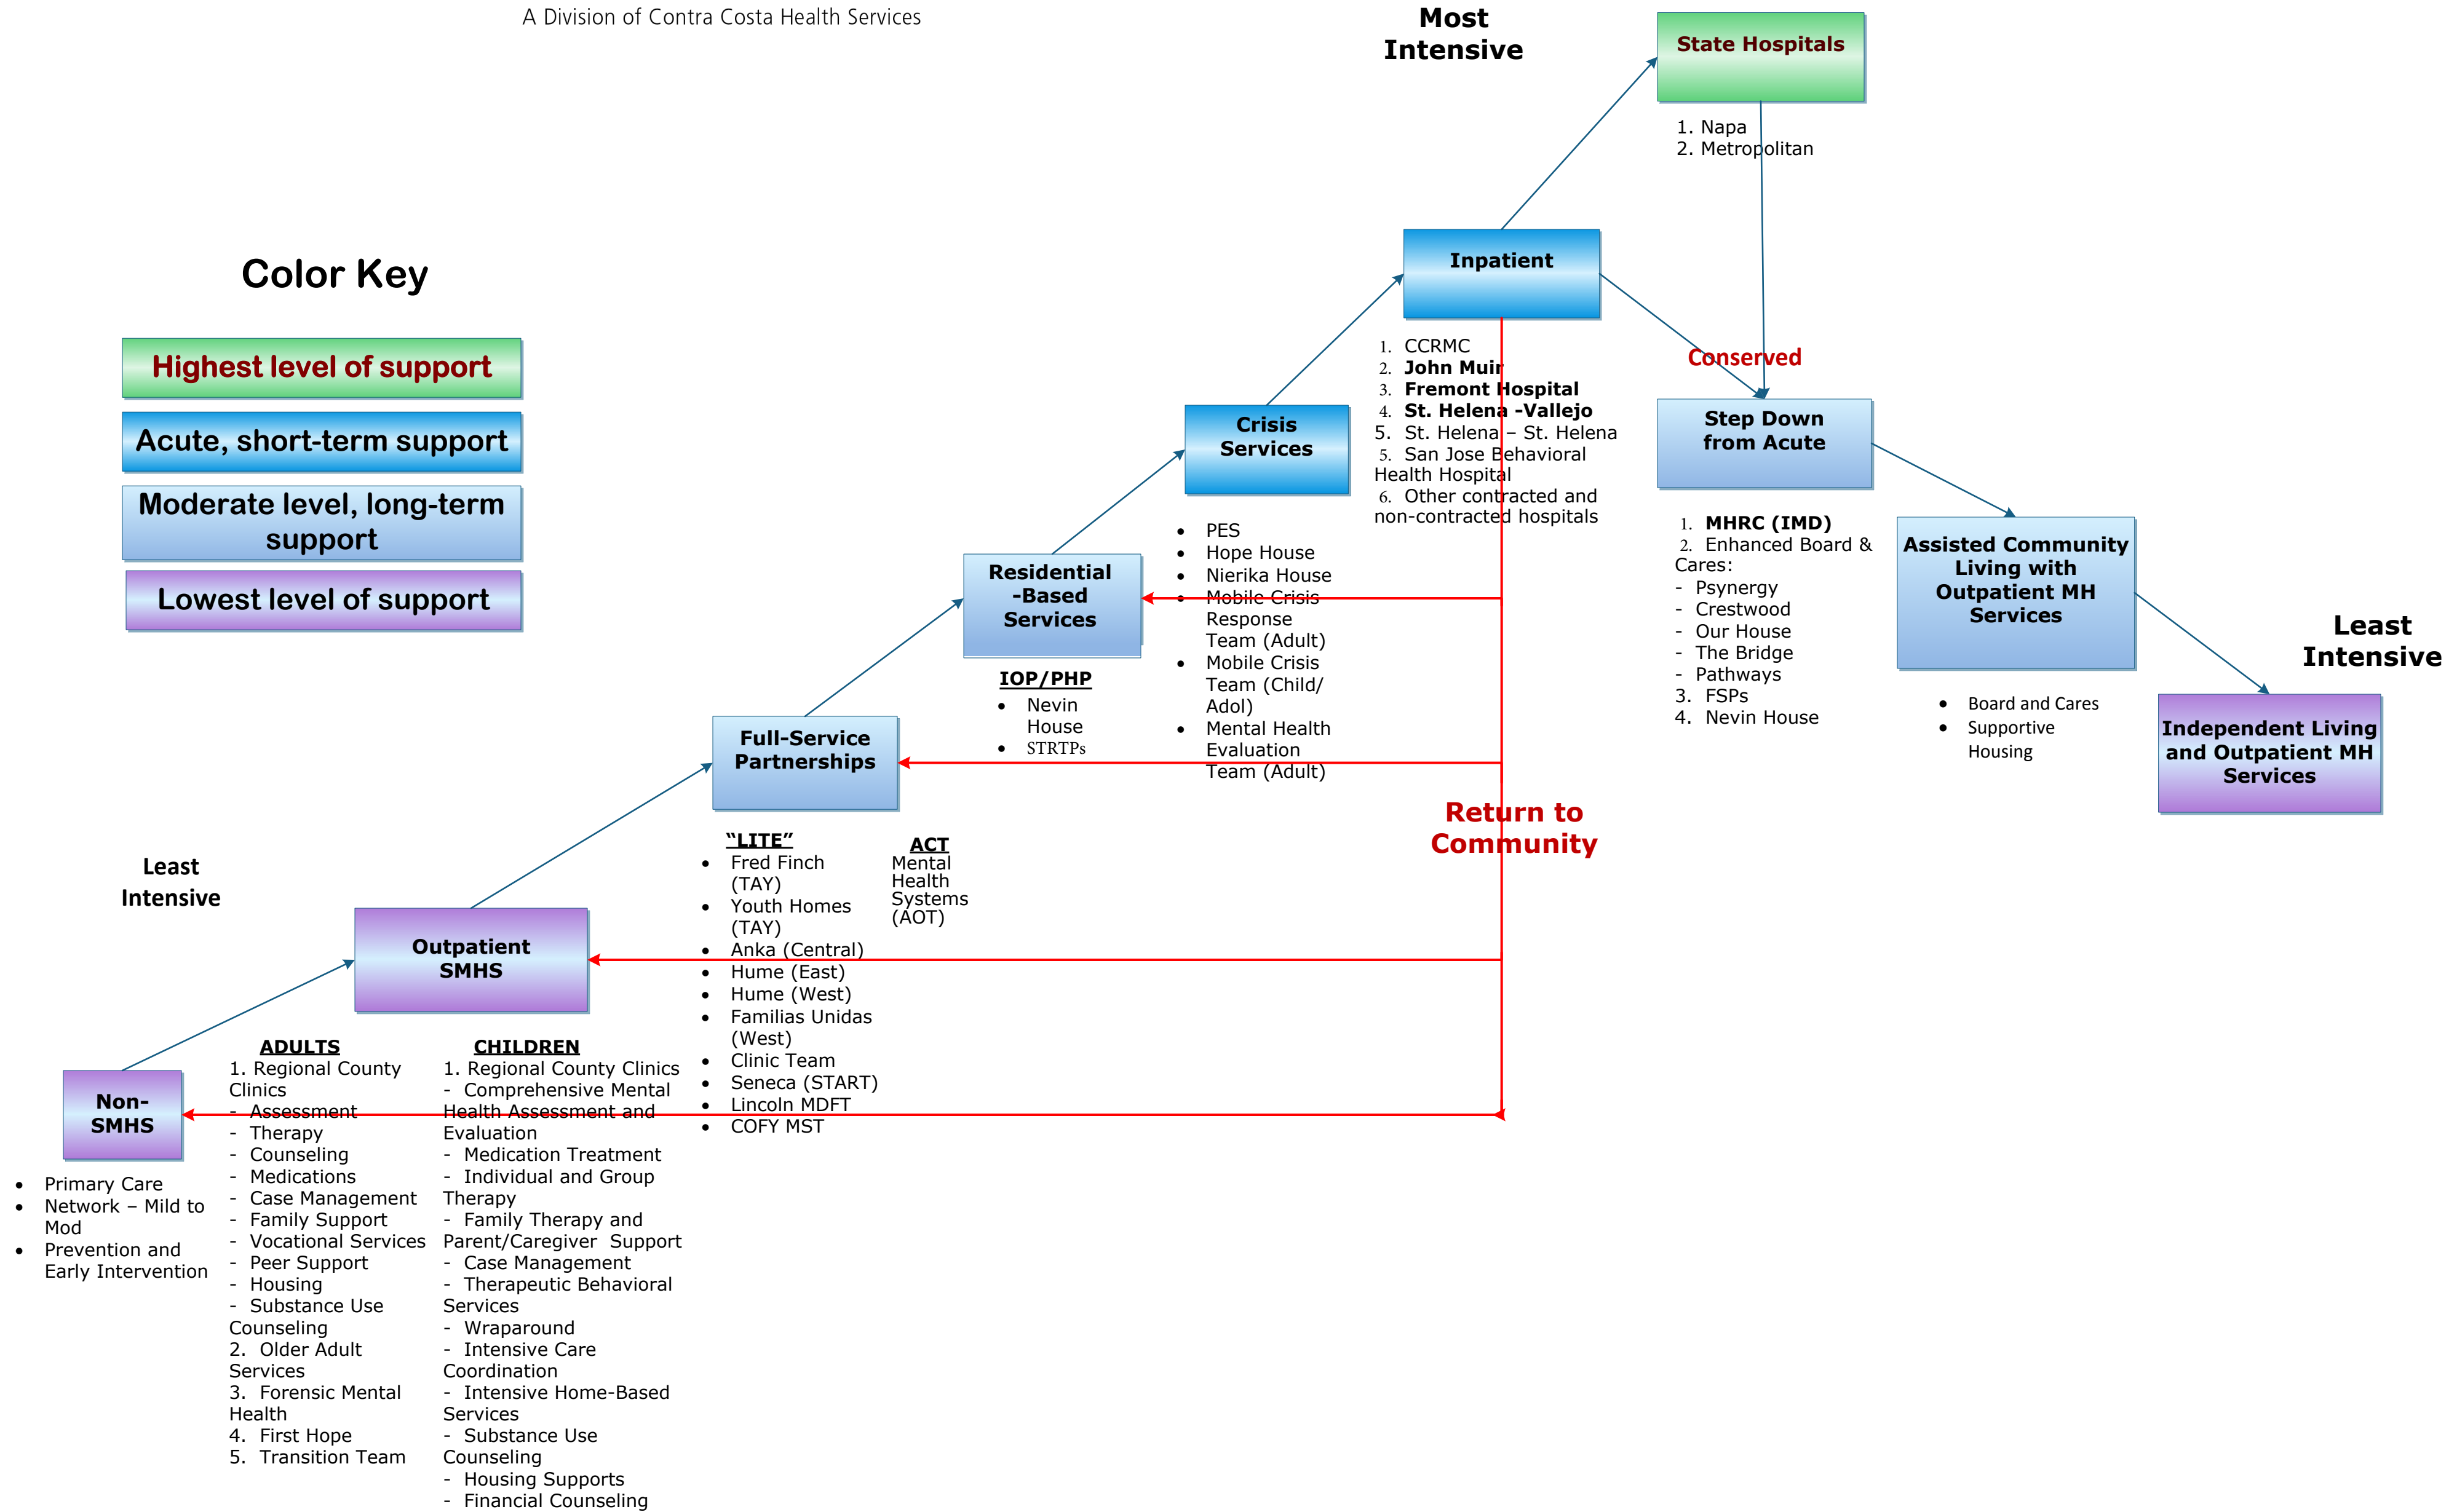 A Division of Contra Costa Health Services
Most
Intensive
State Hospitals
1. Napa
2. Metropolitan
Color Key
Highest level of support
Acute, short-term support
Moderate level, long-term
support
Lowest level of support
Inpatient
1. CCRMC
2. John Muir
3. Fremont Hospital
4. St. Helena -Vallejo
5. St. Helena – St. Helena
5. San Jose Behavioral
Health Hospital
6. Other contracted and
non-contracted hospitals
Conserved
Step Down
from Acute
1. MHRC (IMD)
2. Enhanced Board &
Cares:
- Psynergy
- Crestwood
- Our House
- The Bridge
- Pathways
3. FSPs
4. Nevin House
Assisted Community
Living with
Outpatient MH
Services
• Board and Cares
• Supportive
Housing
Least
Intensive
Independent Living
and Outpatient MH
Services
Crisis
Services
• PES
• Hope House
• Nierika House
• Mobile Crisis
Response
Team (Adult)
• Mobile Crisis
Team (Child/
Adol)
• Mental Health
Evaluation
Team (Adult)
Residential
-Based
Services
IOP/PHP
• Nevin
House
• STRTPs
Return to
Community
Full-Service
Partnerships
“LITE”
• Fred Finch
(TAY)
• Youth Homes
(TAY)
• Anka (Central)
• Hume (East)
• Hume (West)
• Familias Unidas
(West)
• Clinic Team
• Seneca (START)
• Lincoln MDFT
• COFY MST
ACT
Mental
Health
Systems
(AOT)
Least
Intensive
Outpatient
SMHS
ADULTS
1. Regional County
Clinics
- Assessment
- Therapy
- Counseling
- Medications
- Case Management
- Family Support
- Vocational Services
- Peer Support
- Housing
- Substance Use
Counseling
2. Older Adult
Services
3. Forensic Mental
Health
4. First Hope
5. Transition Team
CHILDREN
1. Regional County Clinics
- Comprehensive Mental
Health Assessment and
Evaluation
- Medication Treatment
- Individual and Group
Therapy
- Family Therapy and
Parent/Caregiver Support
- Case Management
- Therapeutic Behavioral
Services
- Wraparound
- Intensive Care
Coordination
- Intensive Home-Based
Services
- Substance Use
Counseling
- Housing Supports
- Financial Counseling
Non-
SMHS
• Primary Care
• Network – Mild to
Mod
• Prevention and
Early Intervention